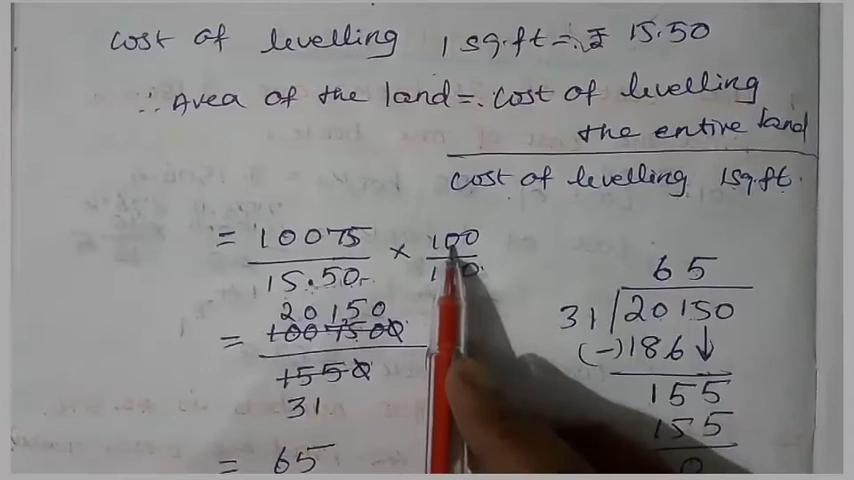 cost of levelling 1 sq.ft = ₹ 15.50
∴ Area of the land = cost of levelling
the entire land
cost of levelling 1sq.ft.
= 10075 × 100
15.50 100
20150
= 1007500
1550
31
= 65
65
31 20150
(-) 186
155
155
0